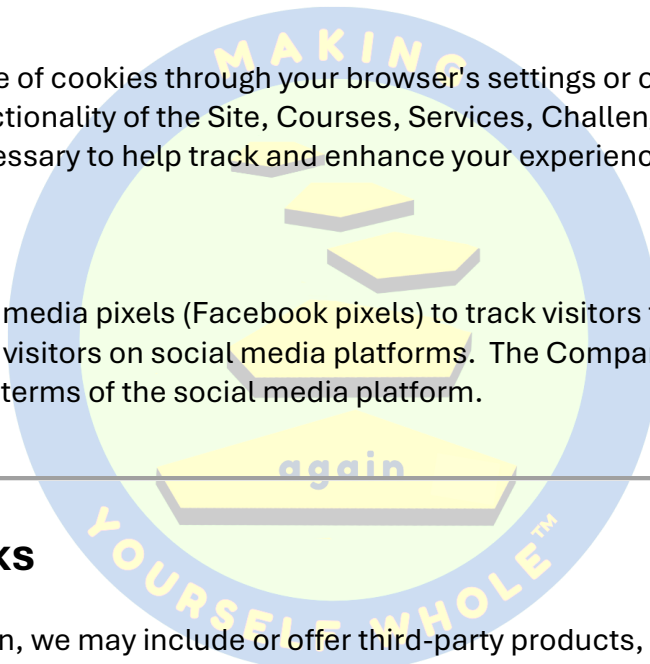 MAKING
e of cookies through your browser's settings or o
ctionality of the Site, Courses, Services, Challen
essary to help track and enhance your experienc
media pixels (Facebook pixels) to track visitors
visitors on social media platforms. The Compa
terms of the social media platform.
again
ks
YOURSELF WHOLE™
n, we may include or offer third-party products,